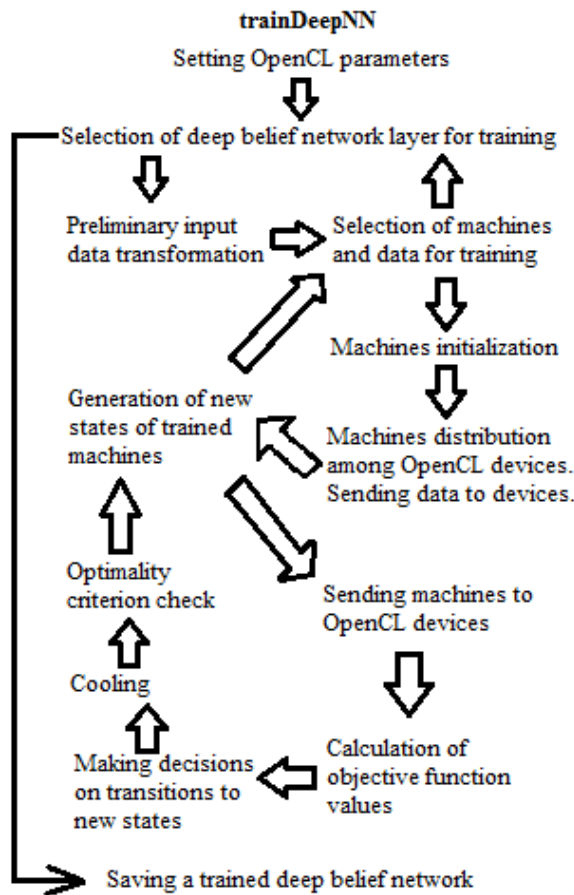 trainDeepNN
Setting OpenCL parameters
Selection of deep belief network layer for training
Preliminary input
data transformation
Selection of machines
and data for training
Machines initialization
Generation of new
states of trained
machines
Machines distribution
among OpenCL devices.
Sending data to devices.
Optimality
criterion check
Sending machines to
OpenCL devices
Cooling
Making decisions
on transitions to
new states
Calculation of
objective function
values
Saving a trained deep belief network